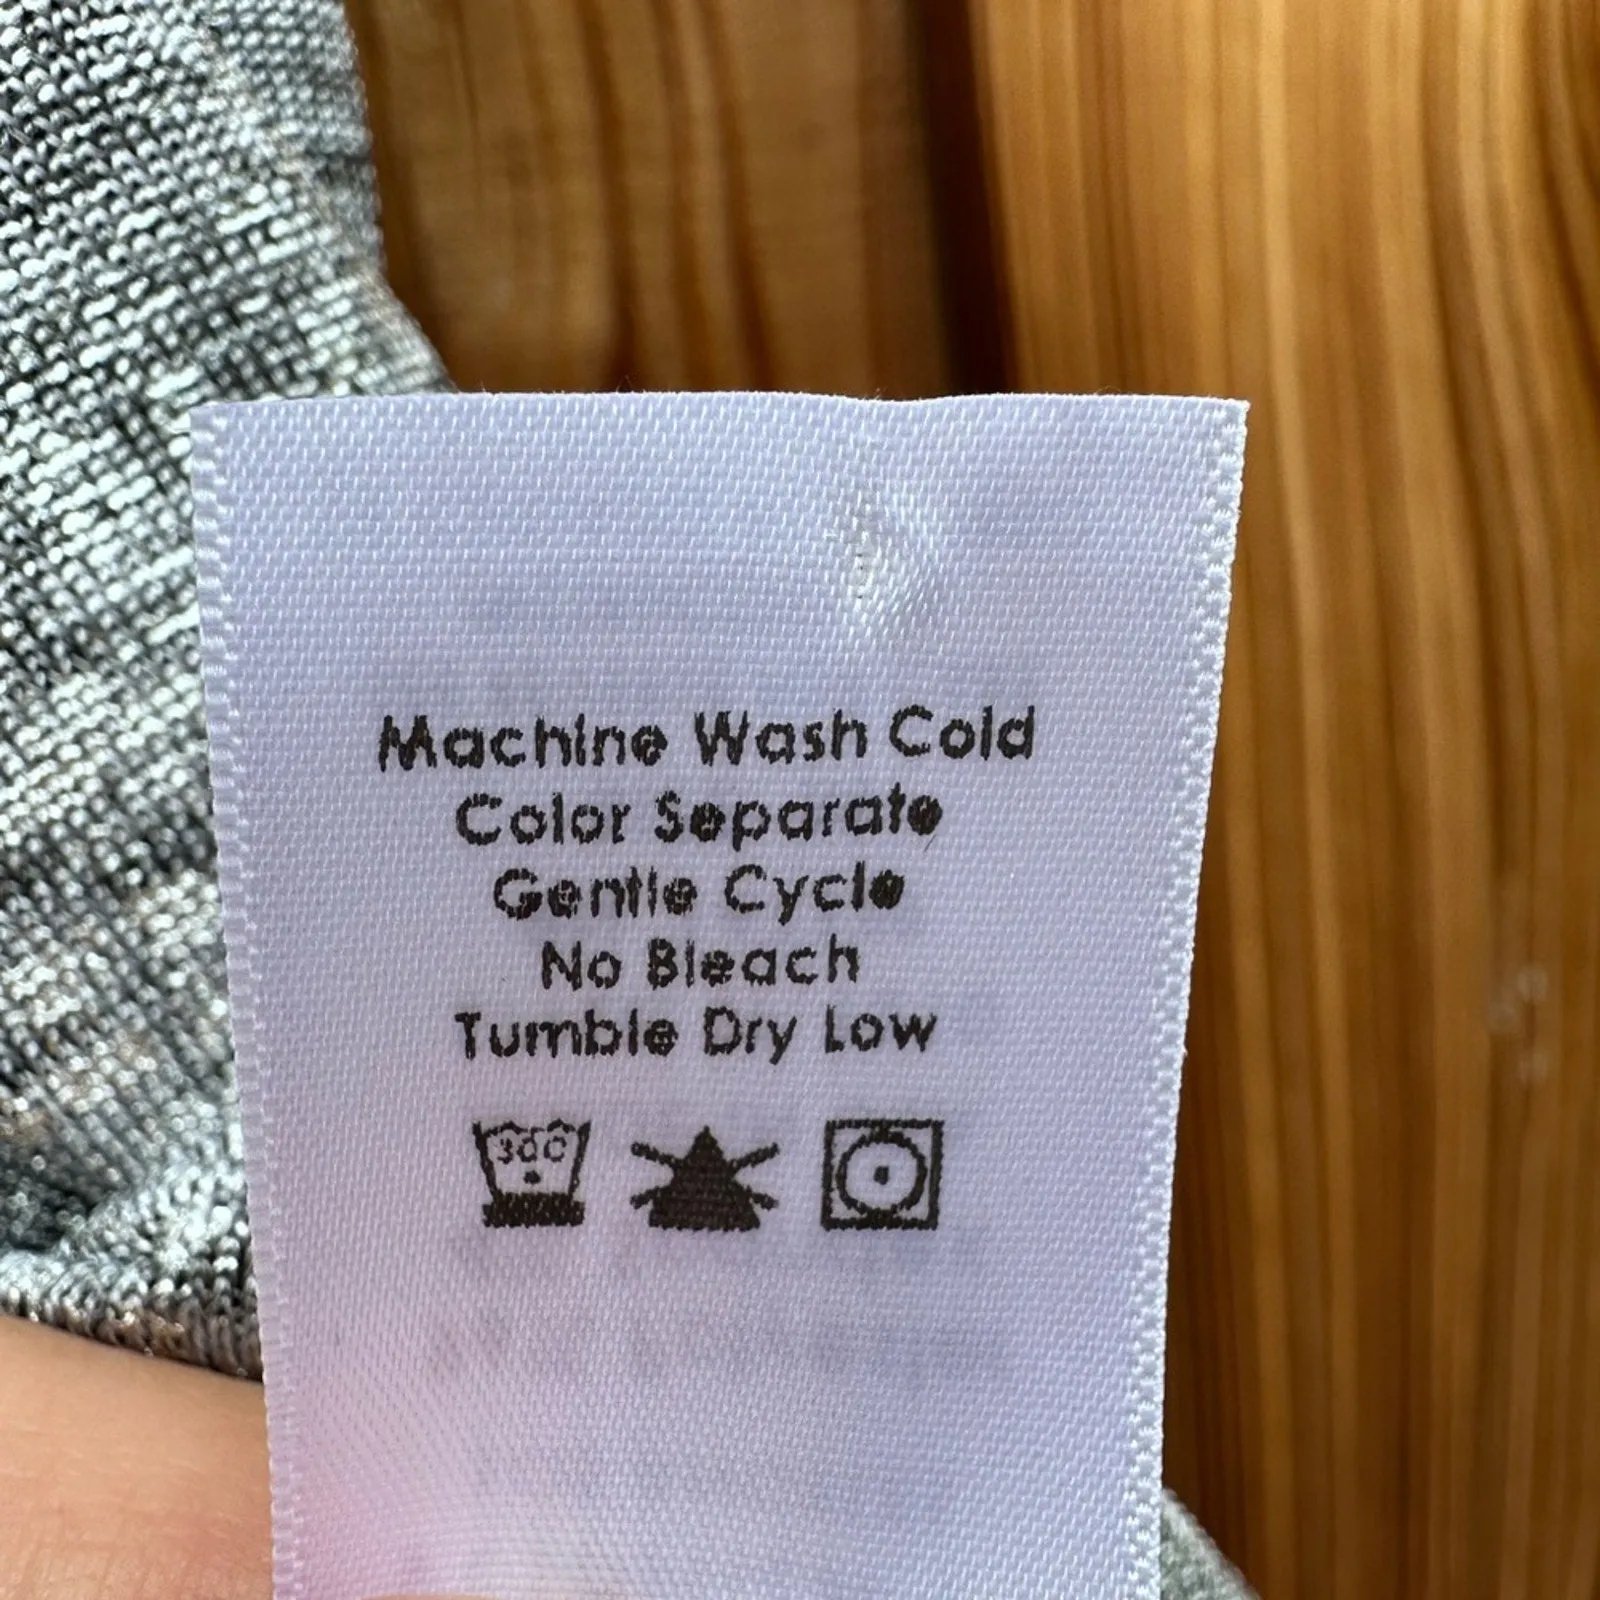 Machine Wash Cold
Color Separate
Gentle Cycle
No Bleach
Tumble Dry Low
30C